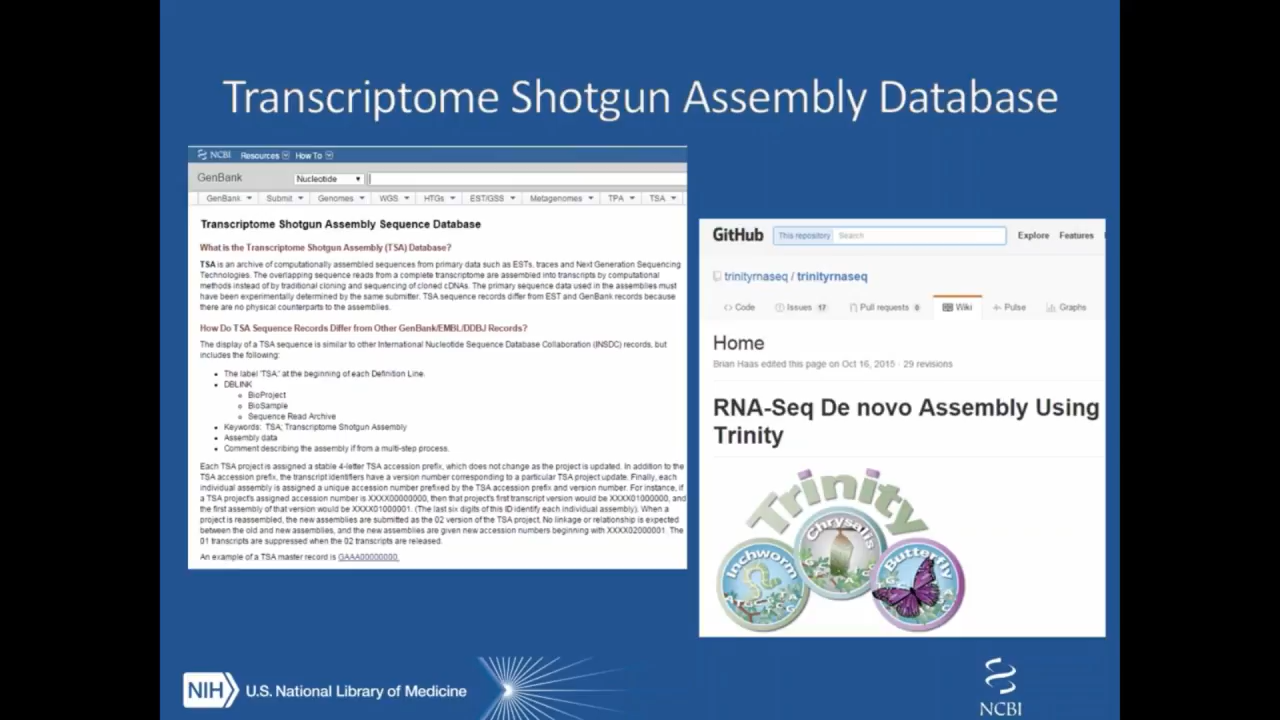 Transcriptome Shotgun Assembly Database
NCBI Resources How To
GenBank Nucleotide
GenBank Submit Genomes WGS HTGs EST/GSS Metagenomes TPA TSA
Transcriptome Shotgun Assembly Sequence Database
What is the Transcriptome Shotgun Assembly (TSA) Database?
TSA is an archive of computationally assembled sequences from primary data such as ESTs, traces and Next Generation Sequencing
Technologies. The overlapping sequence reads from a complete transcriptome are assembled into transcripts by computational
methods instead of by traditional cloning and sequencing of cloned cDNAs. The primary sequence data used in the assemblies must
have been experimentally determined by the same submitter. TSA sequence records differ from EST and GenBank records because
there are no physical counterparts to the assemblies.
How Do TSA Sequence Records Differ from Other GenBank/EMBL/DDBJ Records?
The display of a TSA sequence is similar to other International Nucleotide Sequence Database Collaboration (INSDC) records, but
includes the following:
The label 'TSA:' at the beginning of each Definition Line.
DBLINK
BioProject
BioSample
Sequence Read Archive
Keywords: TSA; Transcriptome Shotgun Assembly
Assembly data
Comment describing the assembly if from a multi-step process.
Each TSA project is assigned a stable 4-letter TSA accession prefix, which does not change as the project is updated. In addition to the
TSA accession prefix, the transcript identifiers have a version number corresponding to a particular TSA project update. Finally, each
individual assembly is assigned a unique accession number prefixed by the TSA accession prefix and version number. For instance, if
a TSA project's assigned accession number is XXXX00000000, then that project's first transcript version would be XXXX01000000, and
the first assembly of that version would be XXXX01000001. (The last six digits of this ID identify each individual assembly). When a
project is reassembled, the new assemblies are submitted as the 02 version of the TSA project. No linkage or relationship is expected
between the old and new assemblies, and the new assemblies are given new accession numbers beginning with XXXX02000001. The
01 transcripts are suppressed when the 02 transcripts are released.
An example of a TSA master record is GAAA00000000.
GitHub This repository Search Explore Features
trinityrnaseq / trinityrnaseq
Code Issues 17 Pull requests 0 Wiki Pulse Graphs
Home
Brian Haas edited this page on Oct 16, 2015 · 29 revisions
RNA-Seq De novo Assembly Using
Trinity
Trinity
Inchworm Chrysalis Butterfly
NIH U.S. National Library of Medicine
NCBI